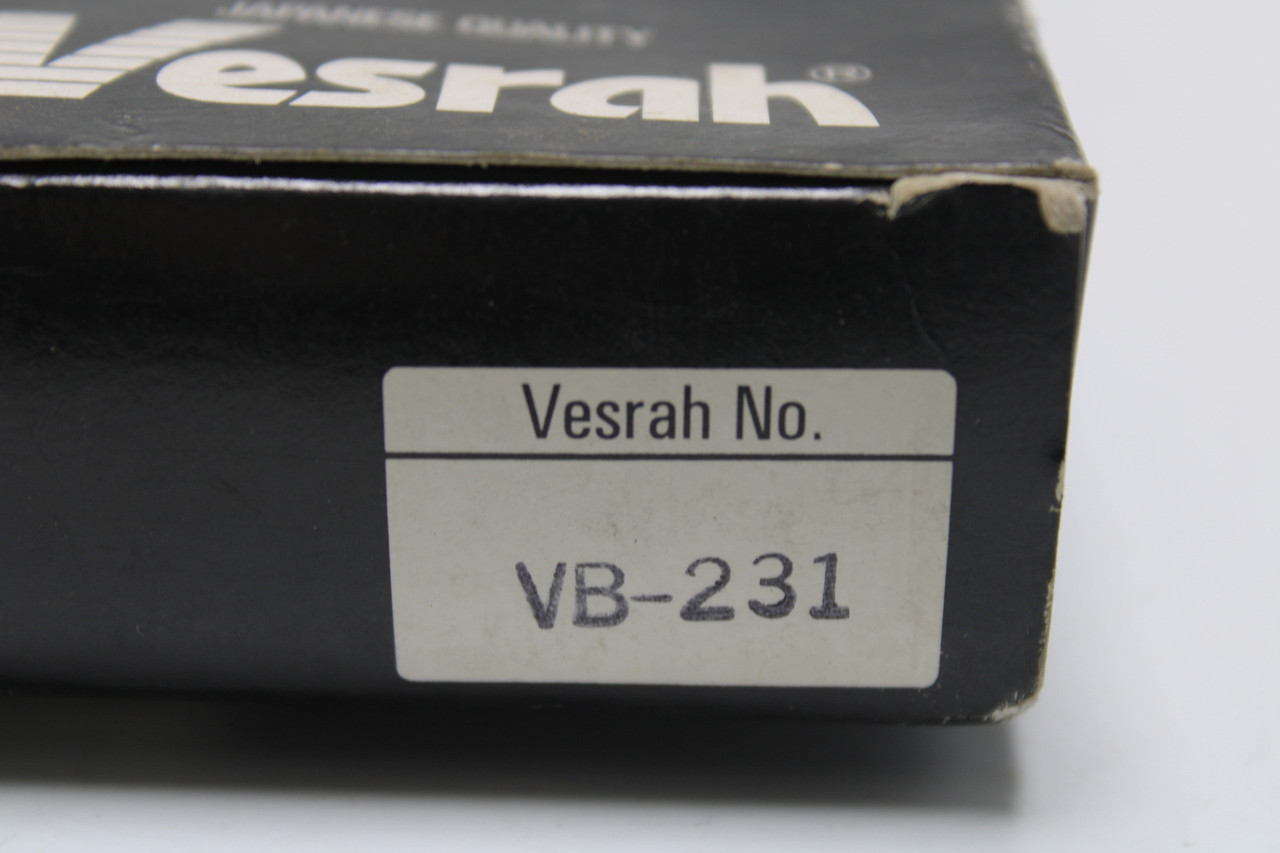 JAPANESE QUALITY
Vesrah®
Vesrah No.
VB-231